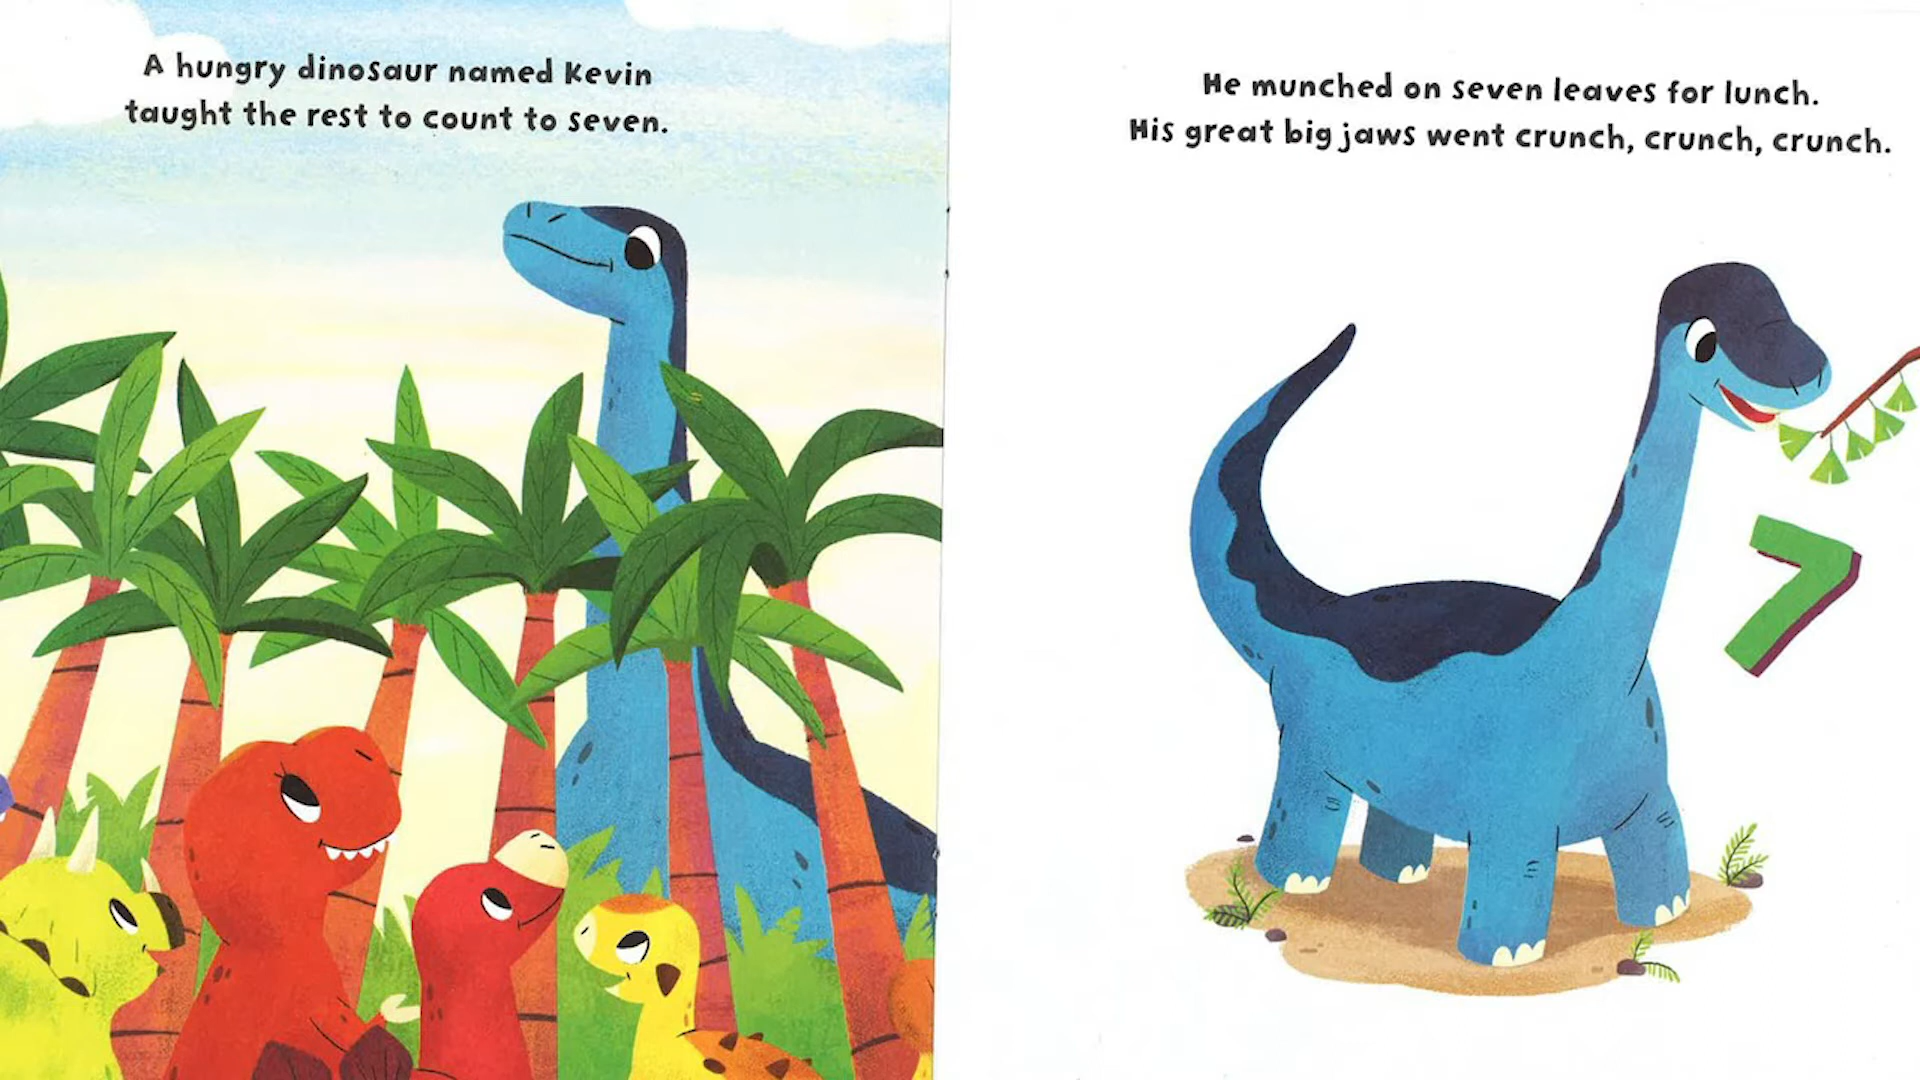 A hungry dinosaur named Kevin
taught the rest to count to seven.
He munched on seven leaves for lunch.
His great big jaws went crunch, crunch, crunch.
7